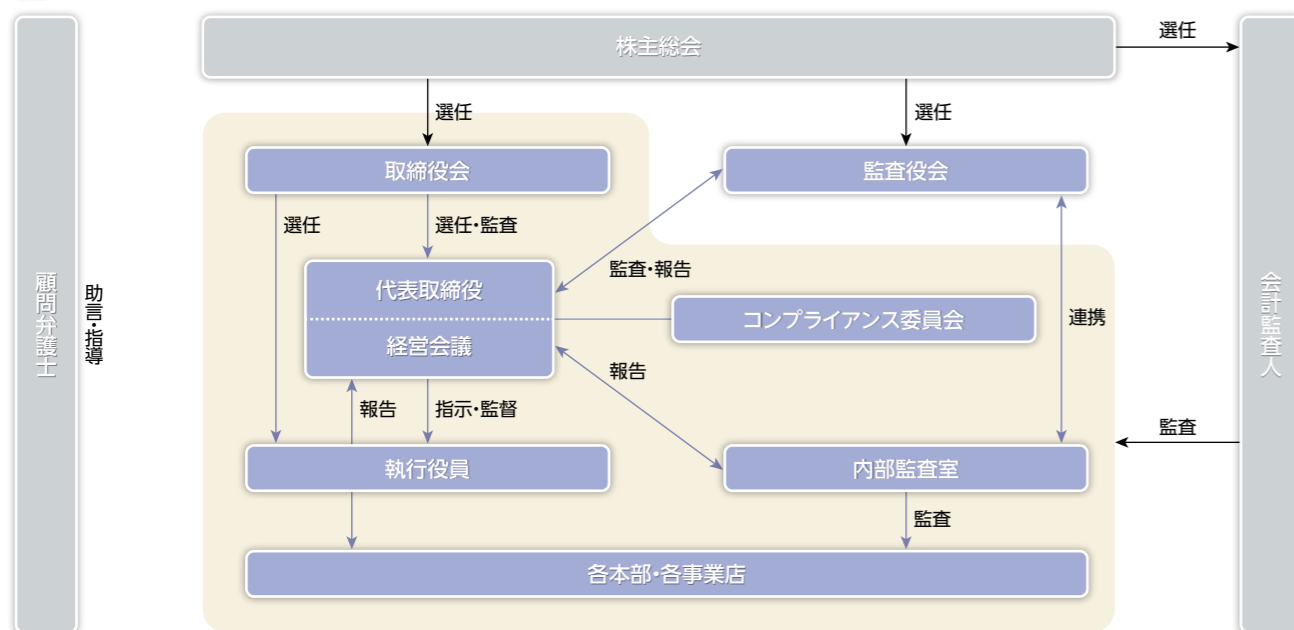 株主総会
選任
選任
選任
取締役会
監査役会
選任
選任・監査
監査・報告
代表取締役
経営会議
コンプライアンス委員会
連携
顧問弁護士
助言・指導
会計監査人
報告
報告
指示・監督
監査
執行役員
内部監査室
監査
各本部・各事業店